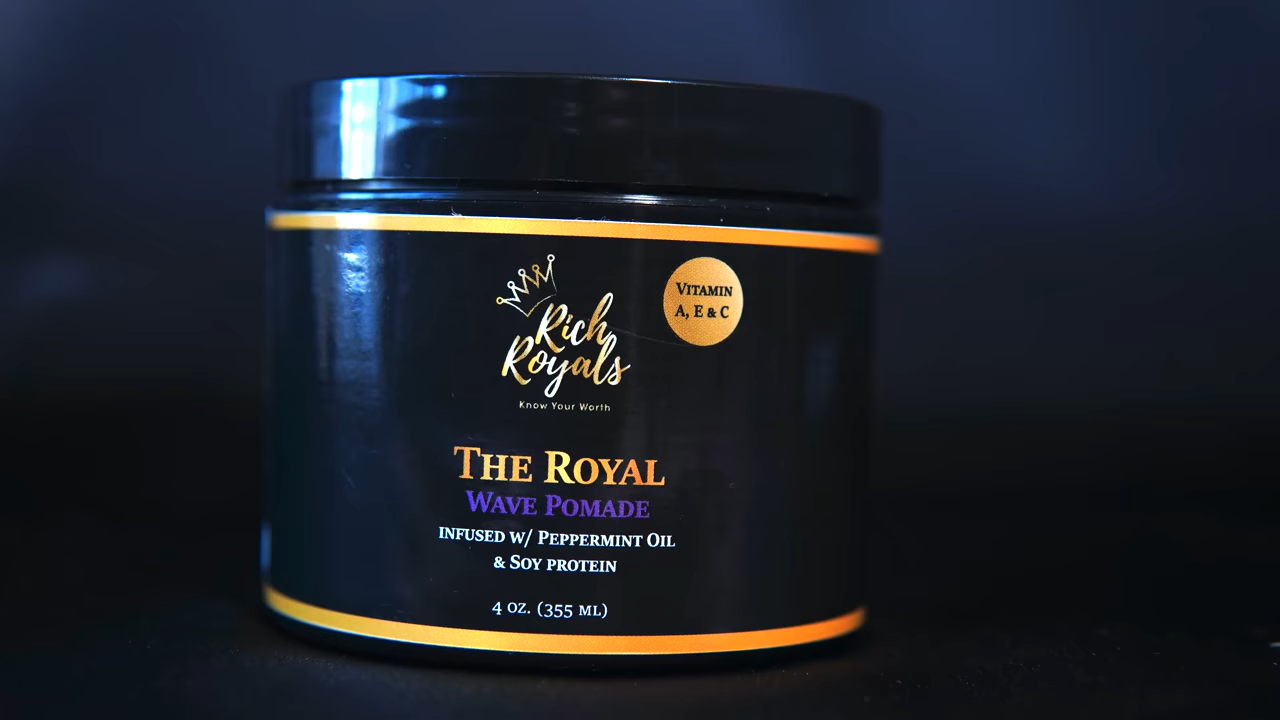 Rich
Royals
Know Your Worth
VITAMIN
A, E & C
THE ROYAL
WAVE POMADE
INFUSED W/ PEPPERMINT OIL
& SOY PROTEIN
4 OZ. (355 ML)